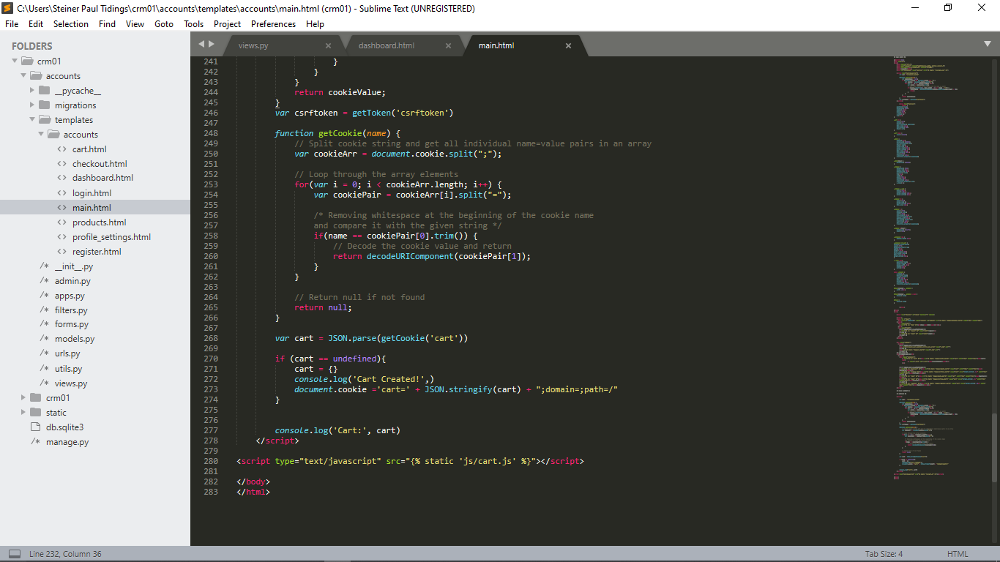 C:\Users\Steiner Paul Tidings\crm01\accounts\templates\accounts\main.html (crm01) - Sublime Text (UNREGISTERED)
File Edit Selection Find View Goto Tools Project Preferences Help
FOLDERS
crm01
accounts
__pycache__
migrations
templates
accounts
<> cart.html
<> checkout.html
<> dashboard.html
<> login.html
<> main.html
<> products.html
<> profile_settings.html
<> register.html
/* __init__.py
/* admin.py
/* apps.py
/* filters.py
/* forms.py
/* models.py
/* urls.py
/* utils.py
/* views.py
crm01
static
db.sqlite3
/* manage.py
views.py × dashboard.html × main.html ×
241 }
242 }
243 }
244 return cookieValue;
245 }
246 var csrftoken = getToken('csrftoken')
247
248 function getCookie(name) {
249 // Split cookie string and get all individual name=value pairs in an array
250 var cookieArr = document.cookie.split(";");
251
252 // Loop through the array elements
253 for(var i = 0; i < cookieArr.length; i++) {
254 var cookiePair = cookieArr[i].split("=");
255
256 /* Removing whitespace at the beginning of the cookie name
257 and compare it with the given string */
258 if(name == cookiePair[0].trim()) {
259 // Decode the cookie value and return
260 return decodeURIComponent(cookiePair[1]);
261 }
262 }
263
264 // Return null if not found
265 return null;
266 }
267
268 var cart = JSON.parse(getCookie('cart'))
269
270 if (cart == undefined){
271 cart = {}
272 console.log('Cart Created!',)
273 document.cookie ='cart=' + JSON.stringify(cart) + ";domain=;path=/"
274 }
275
276
277 console.log('Cart:', cart)
278 </script>
279
280 <script type="text/javascript" src="{% static 'js/cart.js' %}"></script>
281
282 </body>
283 </html>
Line 232, Column 36
Tab Size: 4
HTML